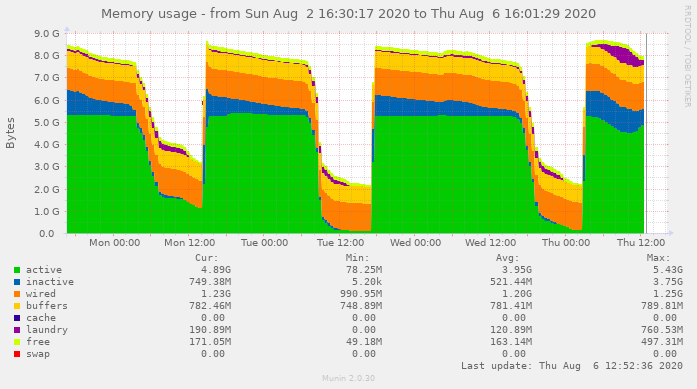 Memory usage - from Sun Aug  2 16:30:17 2020 to Thu Aug  6 16:01:29 2020
RRDTOOL / TOBI OETIKER
Bytes
9.0 G
8.0 G
7.0 G
6.0 G
5.0 G
4.0 G
3.0 G
2.0 G
1.0 G
0.0
Mon 00:00 Mon 12:00 Tue 00:00 Tue 12:00 Wed 00:00 Wed 12:00 Thu 00:00 Thu 12:00
Cur: Min: Avg: Max:
active 4.89G 78.25M 3.95G 5.43G
inactive 749.38M 5.20k 521.44M 3.75G
wired 1.23G 990.95M 1.20G 1.25G
buffers 782.46M 748.89M 781.41M 789.81M
cache 0.00 0.00 0.00 0.00
laundry 190.89M 0.00 120.89M 760.53M
free 171.05M 49.18M 163.14M 497.31M
swap 0.00 0.00 0.00 0.00
Last update: Thu Aug  6 12:52:36 2020
Munin 2.0.30